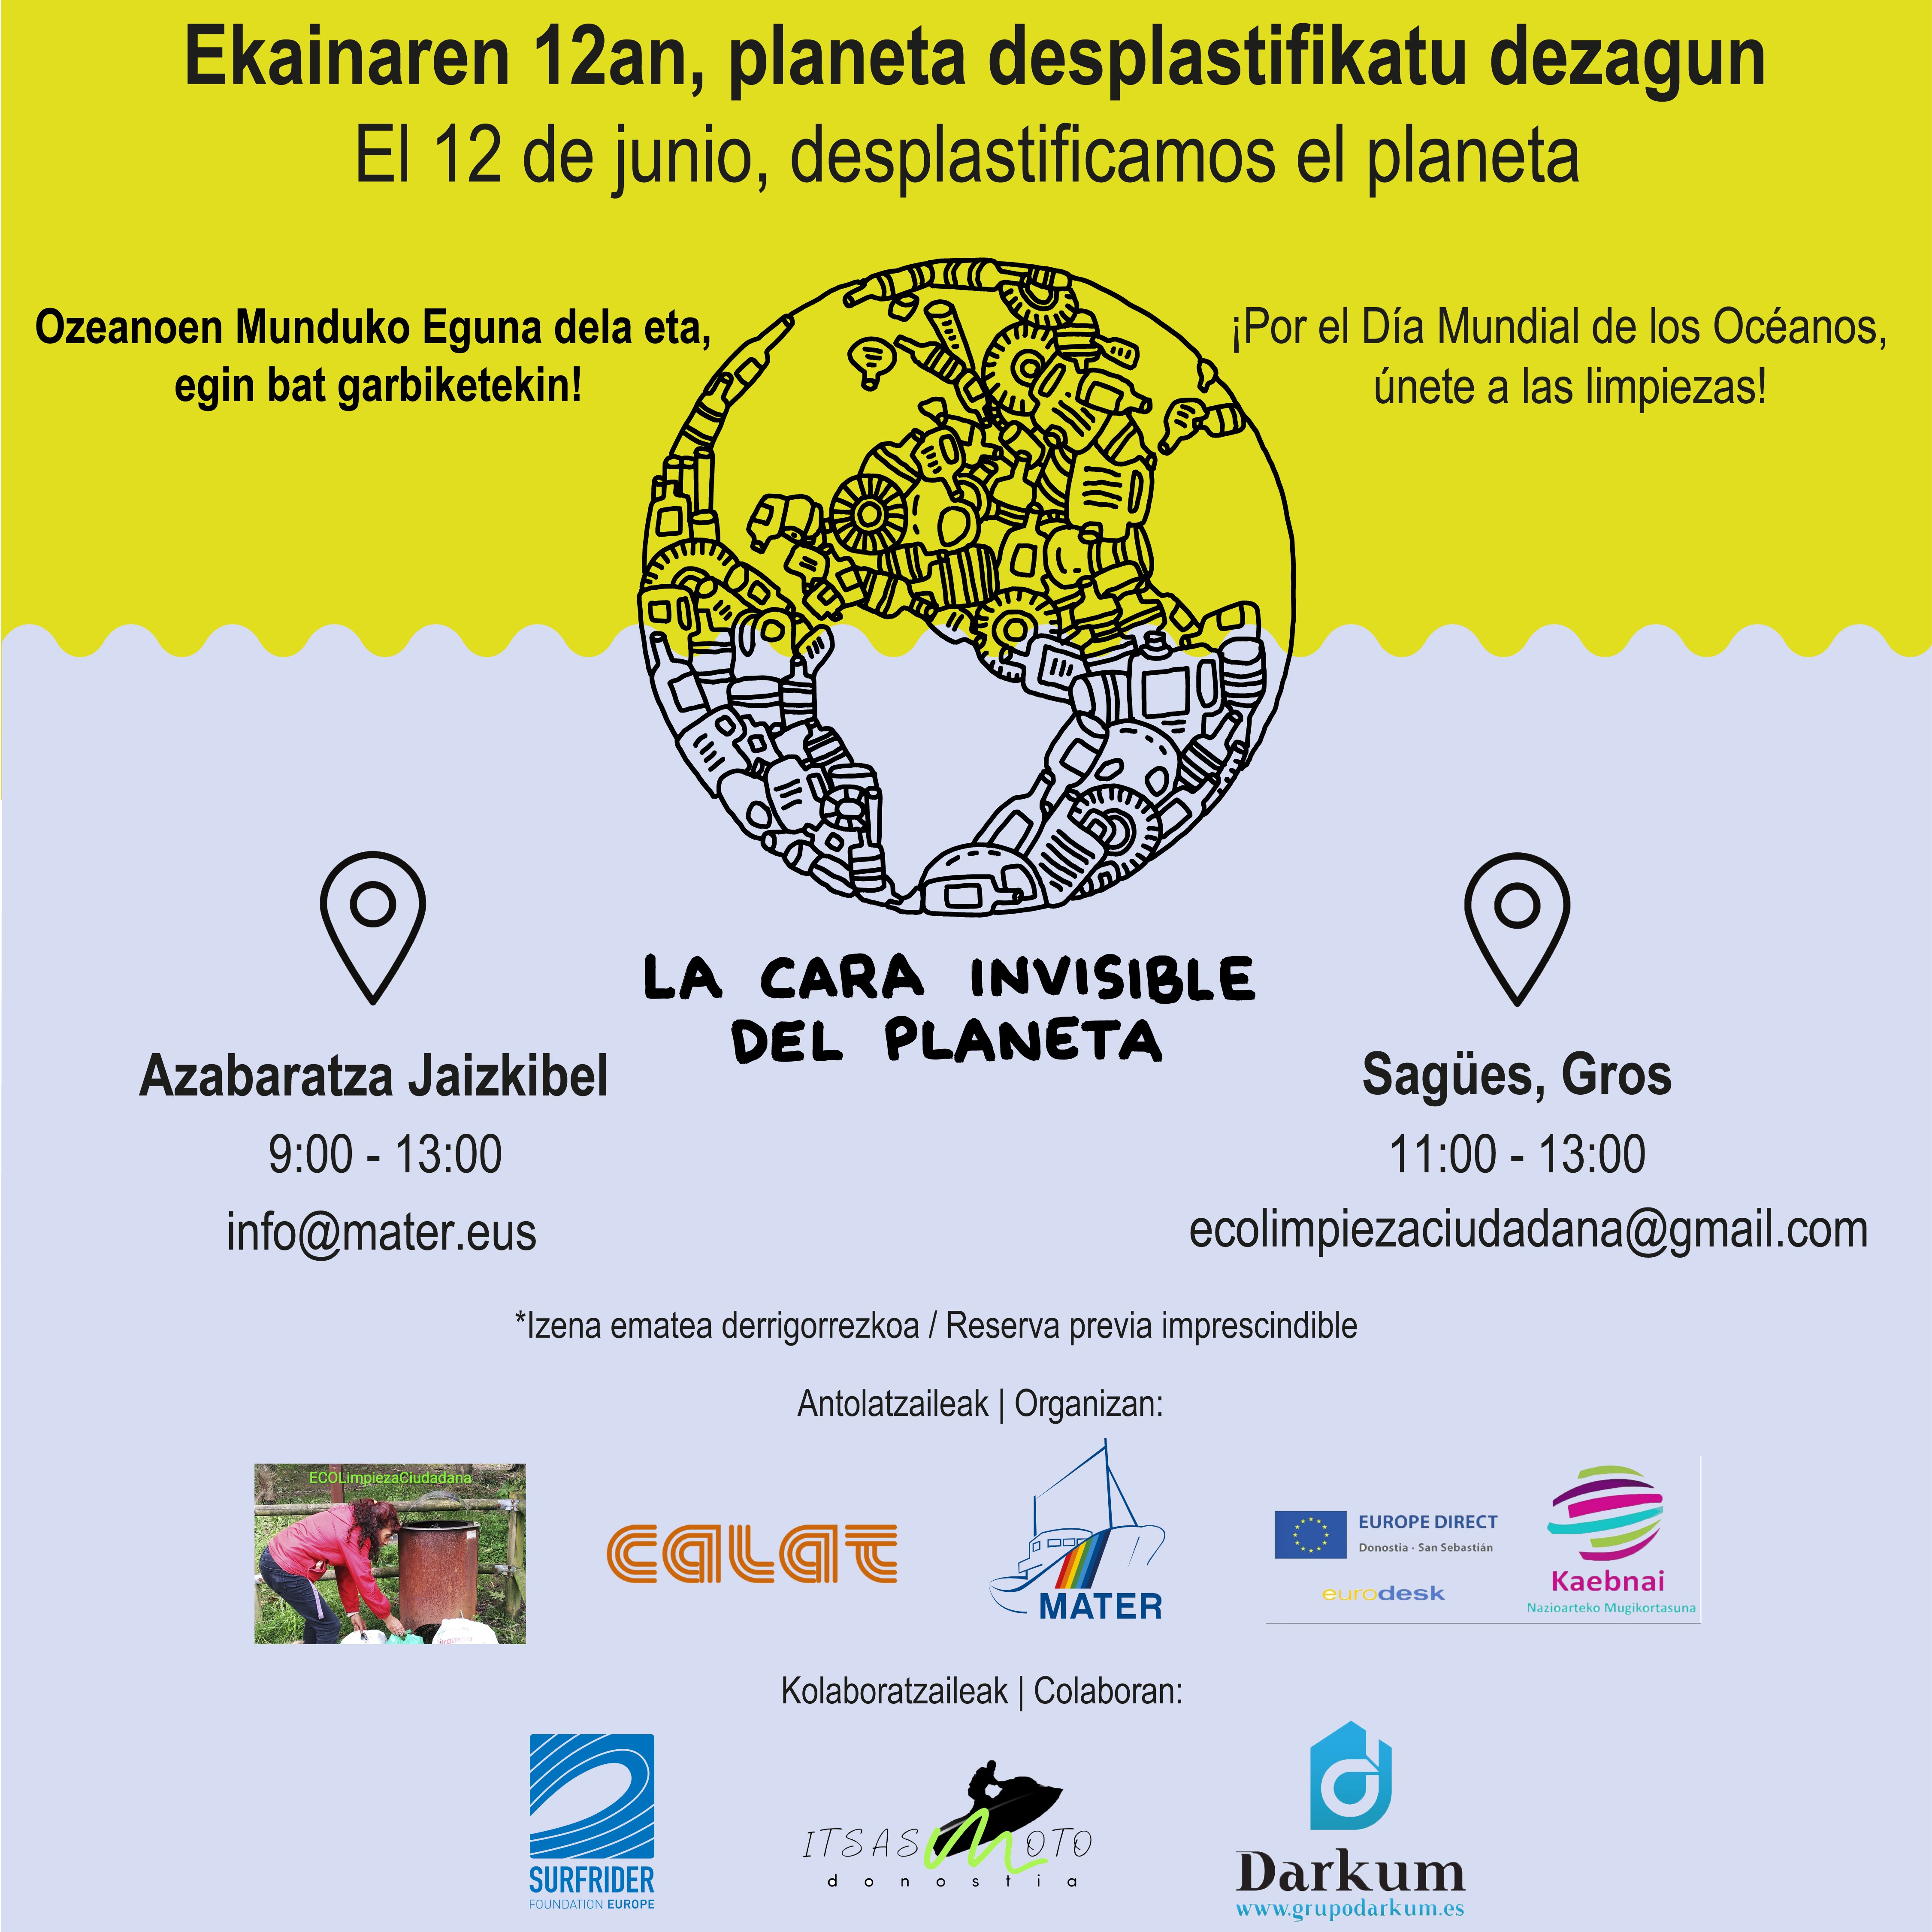 Ekainaren 12an, planeta desplastifikatu dezagun
El 12 de junio, desplastificamos el planeta
Ozeanoen Munduko Eguna dela eta,
egin bat garbiketekin!
¡Por el Día Mundial de los Océanos,
únete a las limpiezas!
LA CARA INVISIBLE
DEL PLANETA
Azabaratza Jaizkibel
9:00 - 13:00
info@mater.eus
Sagües, Gros
11:00 - 13:00
ecolimpiezaciudadana@gmail.com
*Izena ematea derrigorrezkoa / Reserva previa imprescindible
Antolatzaileak | Organizan:
ECOLimpiezaCiudadana
calat
MATER
EUROPE DIRECT
Donostia - San Sebastián
eurodesk
Kaebnai
Nazioarteko Mugikortasuna
Kolaboratzaileak | Colaboran:
SURFRIDER
FOUNDATION EUROPE
ITSAS MOTO
donostia
Darkum
www.grupodarkum.es